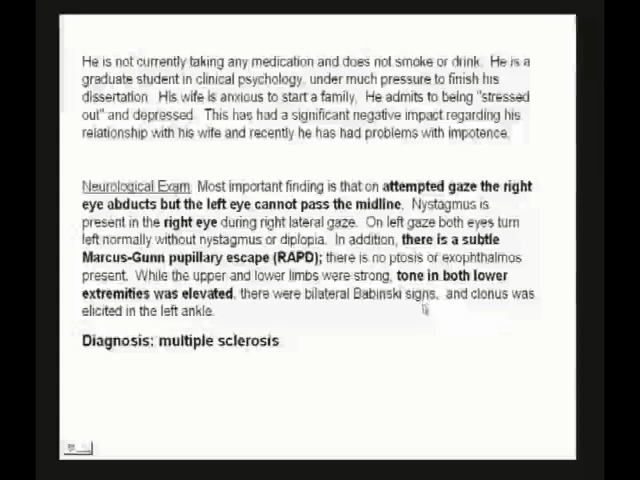 He is not currently taking any medication and does not smoke or drink. He is a
graduate student in clinical psychology, under much pressure to finish his
dissertation. His wife is anxious to start a family. He admits to being "stressed
out" and depressed. This has had a significant negative impact regarding his
relationship with his wife and recently he has had problems with impotence.
Neurological Exam: Most important finding is that on attempted gaze the right
eye abducts but the left eye cannot pass the midline. Nystagmus is
present in the right eye during right lateral gaze. On left gaze both eyes turn
left normally without nystagmus or diplopia. In addition, there is a subtle
Marcus-Gunn pupillary escape (RAPD); there is no ptosis or exophthalmos
present. While the upper and lower limbs were strong, tone in both lower
extremities was elevated, there were bilateral Babinski signs, and clonus was
elicited in the left ankle.
Diagnosis: multiple sclerosis